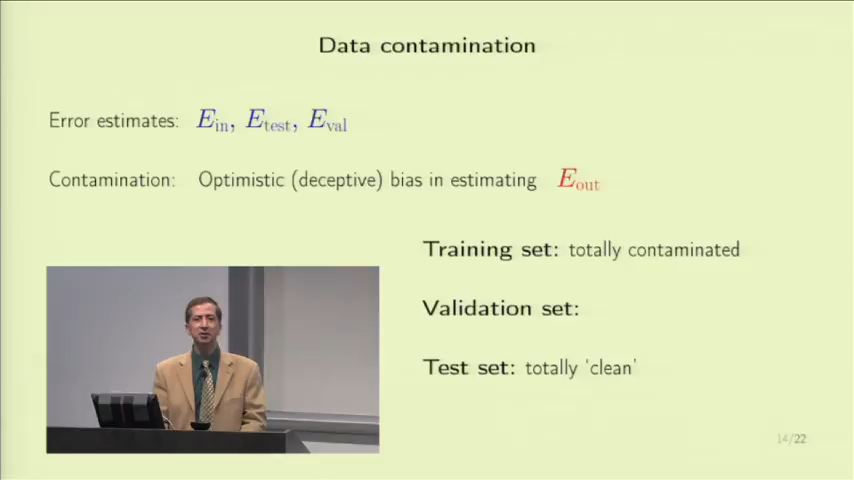 Data contamination
Error estimates: E_in, E_test, E_val
Contamination: Optimistic (deceptive) bias in estimating E_out
Training set: totally contaminated
Validation set:
Test set: totally 'clean'
14/22